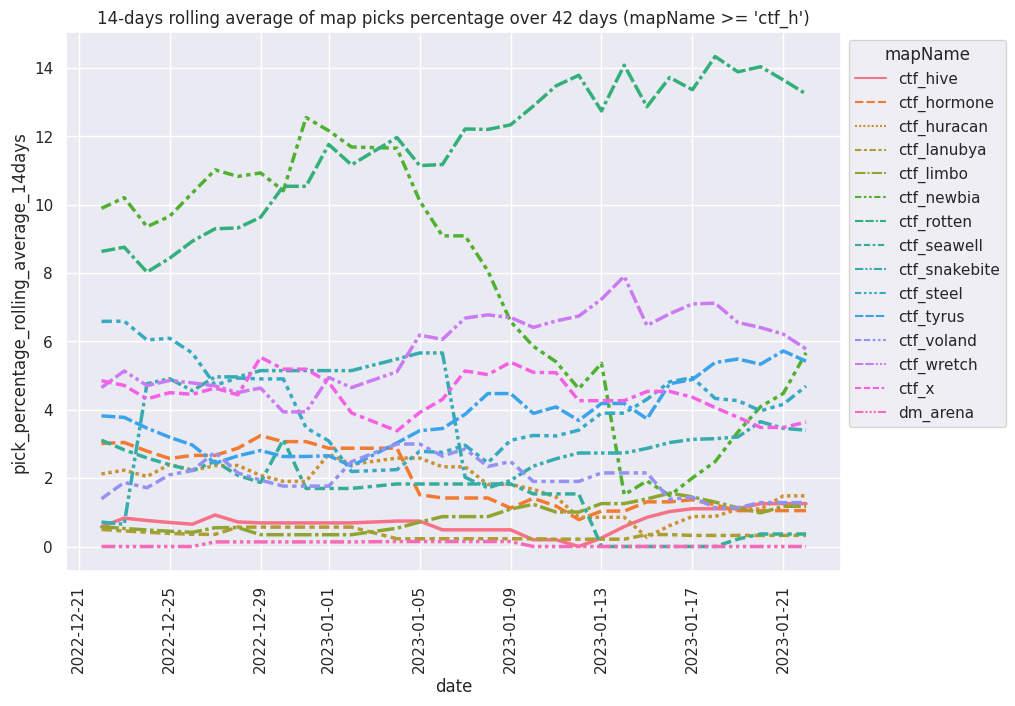 14-days rolling average of map picks percentage over 42 days (mapName >= 'ctf_h')
pick_percentage_rolling_average_14days
14
12
10
8
6
4
2
0
2022-12-21
2022-12-25
2022-12-29
2023-01-01
2023-01-05
2023-01-09
2023-01-13
2023-01-17
2023-01-21
date
mapName
ctf_hive
ctf_hormone
ctf_huracan
ctf_lanubya
ctf_limbo
ctf_newbia
ctf_rotten
ctf_seawell
ctf_snakebite
ctf_steel
ctf_tyrus
ctf_voland
ctf_wretch
ctf_x
dm_arena